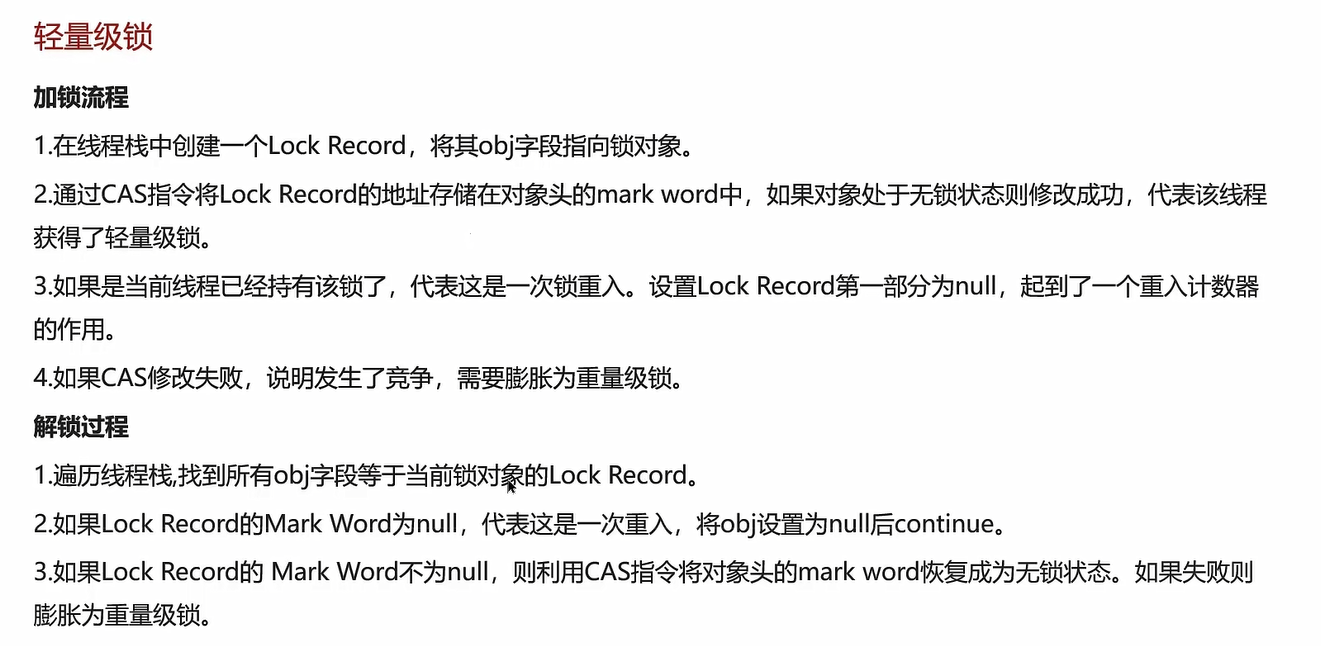 轻量级锁
加锁流程
1.在线程栈中创建一个Lock Record，将其obj字段指向锁对象。
2.通过CAS指令将Lock Record的地址存储在对象头的mark word中，如果对象处于无锁状态则修改成功，代表该线程
获得了轻量级锁。
3.如果是当前线程已经持有该锁了，代表这是一次锁重入。设置Lock Record第一部分为null，起到了一个重入计数器
的作用。
4.如果CAS修改失败，说明发生了竞争，需要膨胀为重量级锁。
解锁过程
1.遍历线程栈,找到所有obj字段等于当前锁对象的Lock Record。
2.如果Lock Record的Mark Word为null，代表这是一次重入，将obj设置为null后continue。
3.如果Lock Record的 Mark Word不为null，则利用CAS指令将对象头的mark word恢复成为无锁状态。如果失败则
膨胀为重量级锁。